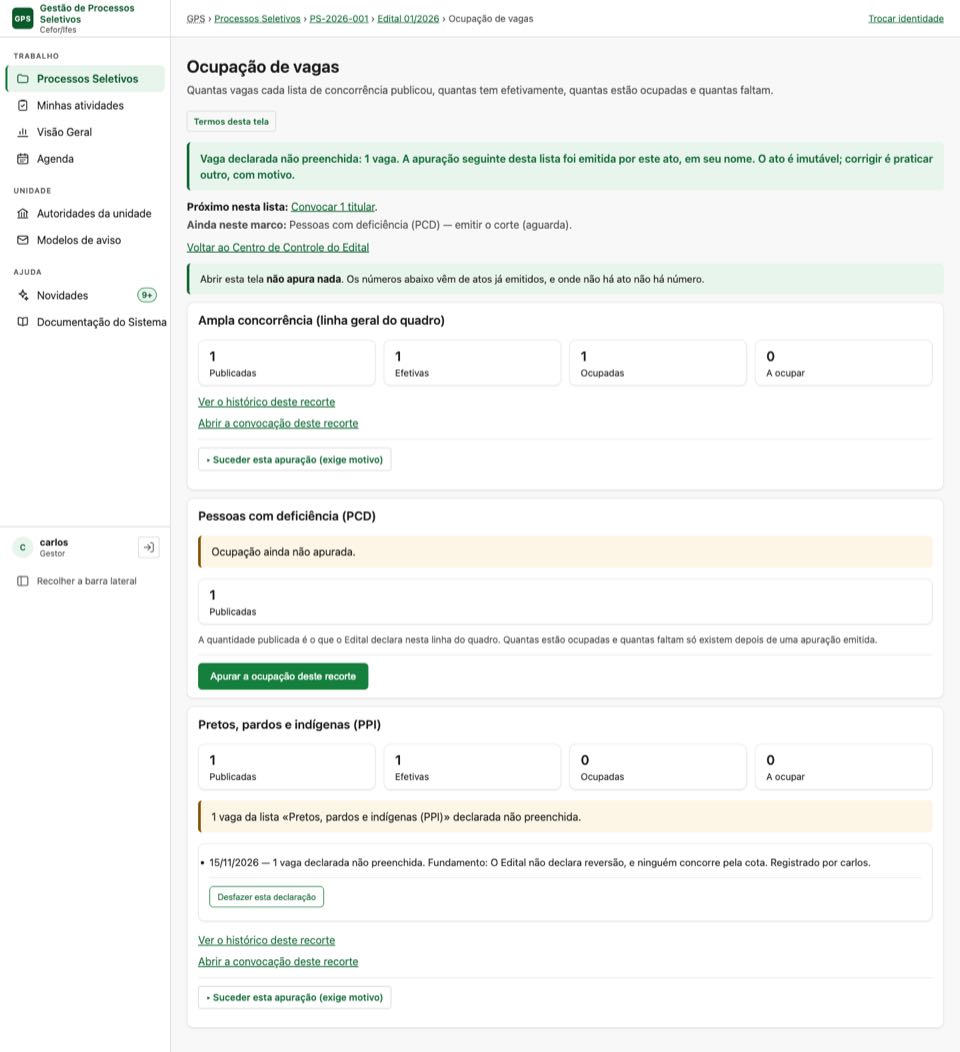 GPS
Gestão de Processos
Seletivos
Cefor/Ifes
GPS › Processos Seletivos › PS-2026-001 › Edital 01/2026 › Ocupação de vagas
Trocar identidade
TRABALHO
Processos Seletivos
Minhas atividades
Visão Geral
Agenda
UNIDADE
Autoridades da unidade
Modelos de aviso
AJUDA
Novidades
9+
Documentação do Sistema
C
carlos
Gestor
Recolher a barra lateral
Ocupação de vagas
Quantas vagas cada lista de concorrência publicou, quantas tem efetivamente, quantas estão ocupadas e quantas faltam.
Termos desta tela
Vaga declarada não preenchida: 1 vaga. A apuração seguinte desta lista foi emitida por este ato, em seu nome. O ato é imutável; corrigir é praticar
outro, com motivo.
Próximo nesta lista: Convocar 1 titular.
Ainda neste marco: Pessoas com deficiência (PCD) — emitir o corte (aguarda).
Voltar ao Centro de Controle do Edital
Abrir esta tela não apura nada. Os números abaixo vêm de atos já emitidos, e onde não há ato não há número.
Ampla concorrência (linha geral do quadro)
1
Publicadas
1
Efetivas
1
Ocupadas
0
A ocupar
Ver o histórico deste recorte
Abrir a convocação deste recorte
▸ Suceder esta apuração (exige motivo)
Pessoas com deficiência (PCD)
Ocupação ainda não apurada.
1
Publicadas
A quantidade publicada é o que o Edital declara nesta linha do quadro. Quantas estão ocupadas e quantas faltam só existem depois de uma apuração emitida.
Apurar a ocupação deste recorte
Pretos, pardos e indígenas (PPI)
1
Publicadas
1
Efetivas
0
Ocupadas
0
A ocupar
1 vaga da lista «Pretos, pardos e indígenas (PPI)» declarada não preenchida.
• 15/11/2026 — 1 vaga declarada não preenchida. Fundamento: O Edital não declara reversão, e ninguém concorre pela cota. Registrado por carlos.
Desfazer esta declaração
Ver o histórico deste recorte
Abrir a convocação deste recorte
▸ Suceder esta apuração (exige motivo)